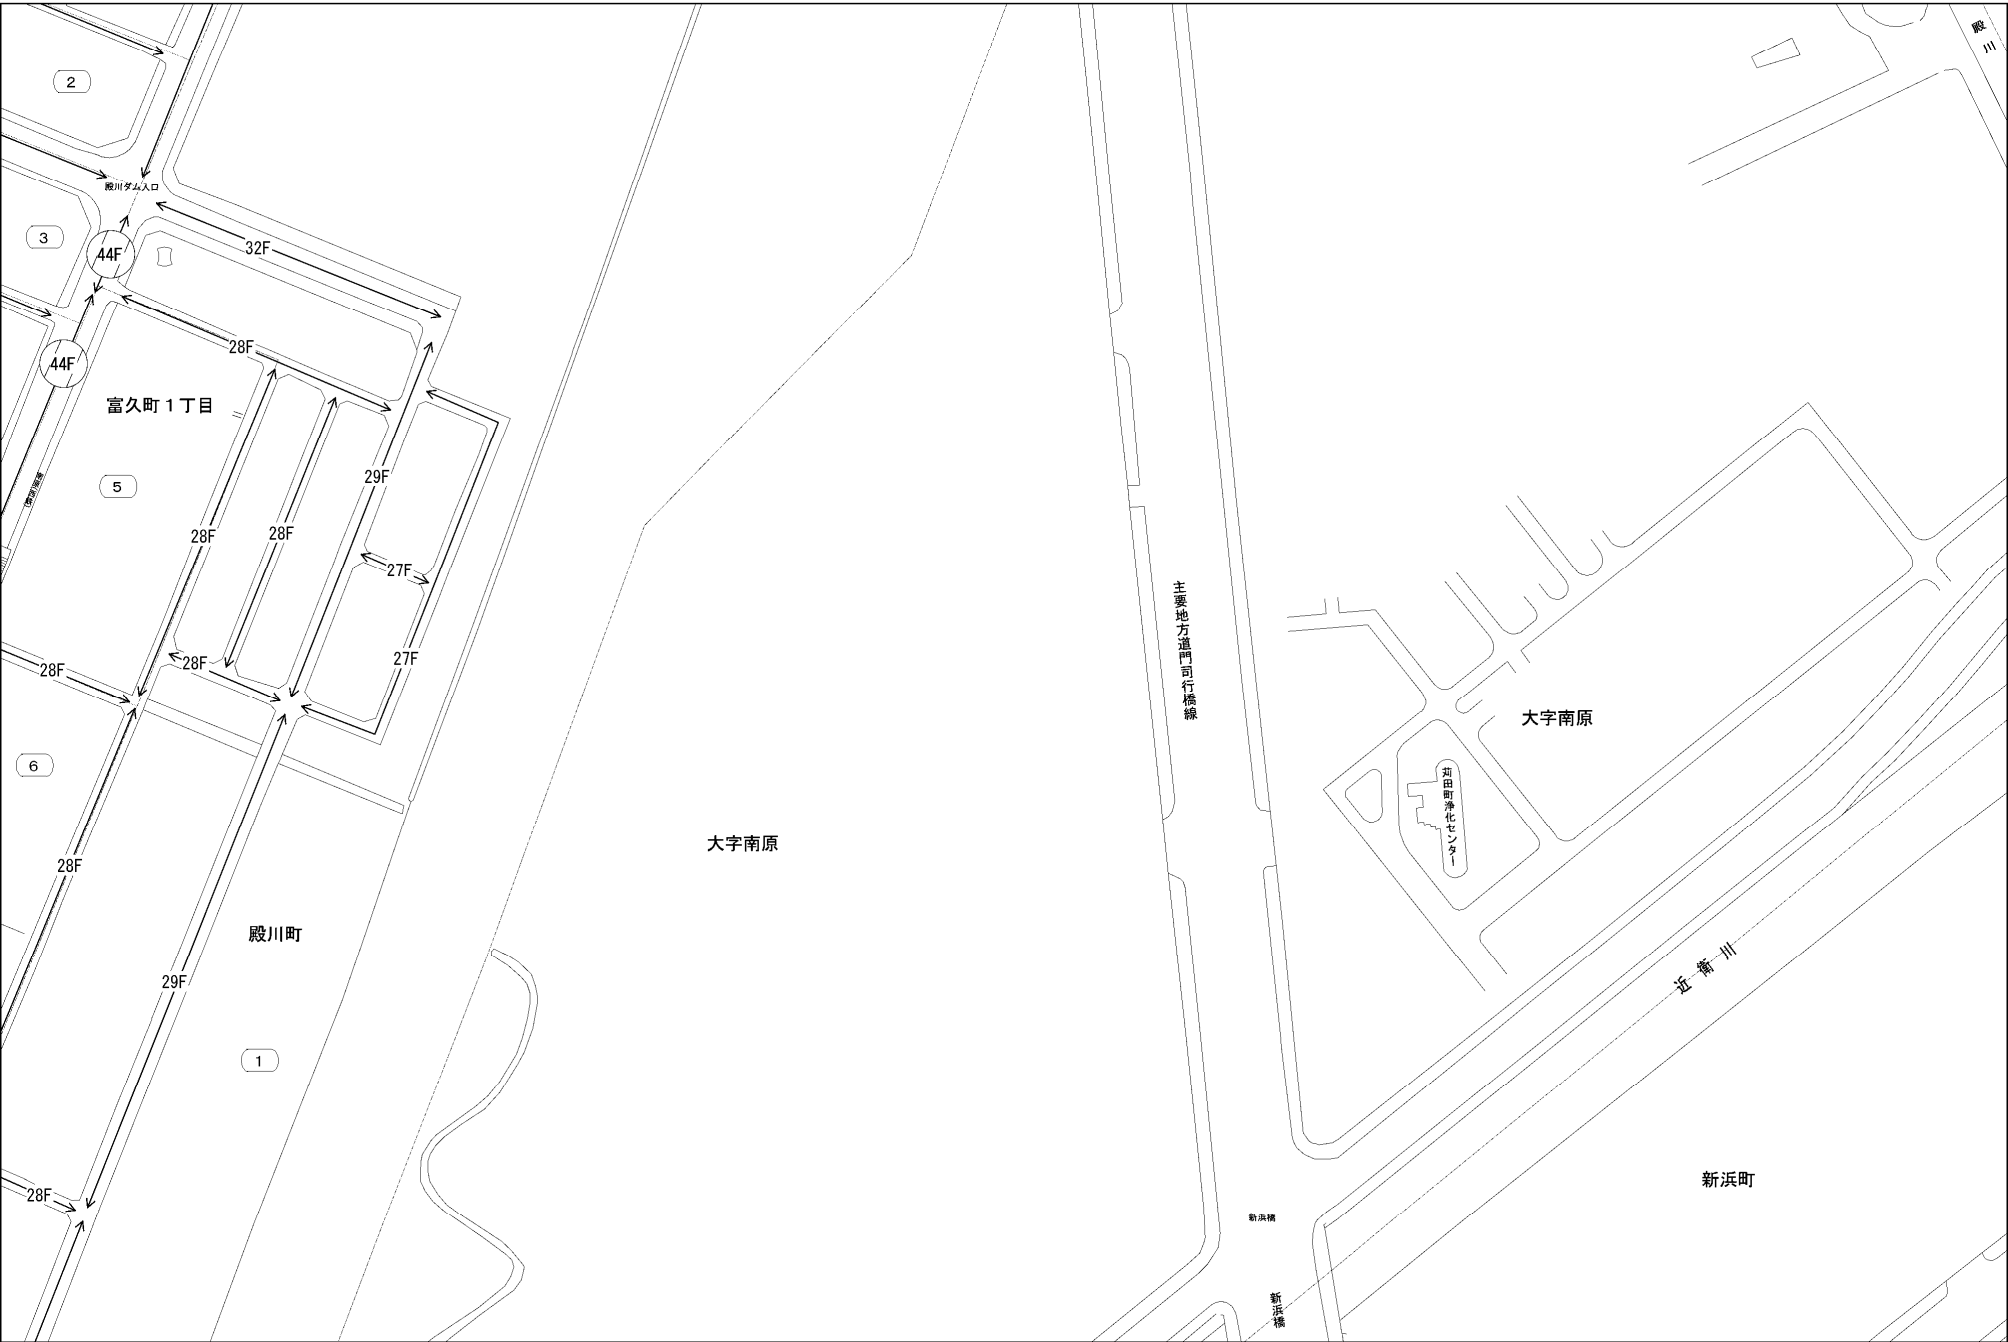 殿川
2
殿川ダム入口
3
44F
32F
28F
44F
富久町1丁目
29F
5
28F
28F
27F
主要地方道門司行橋線
28F
28F
27F
大字南原
6
苅田町浄化センター
大字南原
28F
殿川町
29F
近衛川
1
新浜町
28F
新浜橋
新浜橋